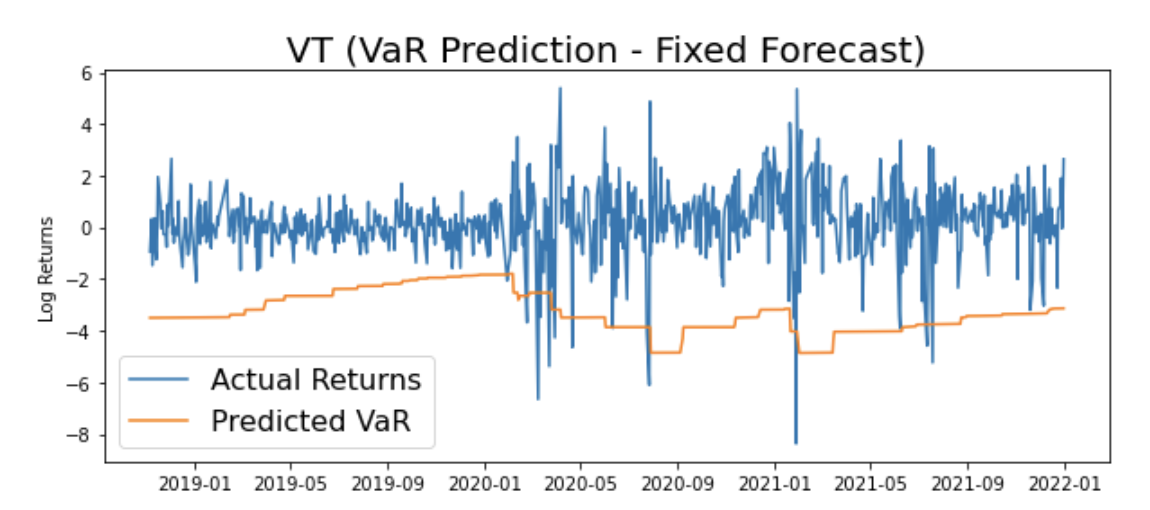 VT (VaR Prediction - Fixed Forecast)
6
4
2
0
−2
−4
−6
−8
Log Returns
Actual Returns
Predicted VaR
2019-01 2019-05 2019-09 2020-01 2020-05 2020-09 2021-01 2021-05 2021-09 2022-01